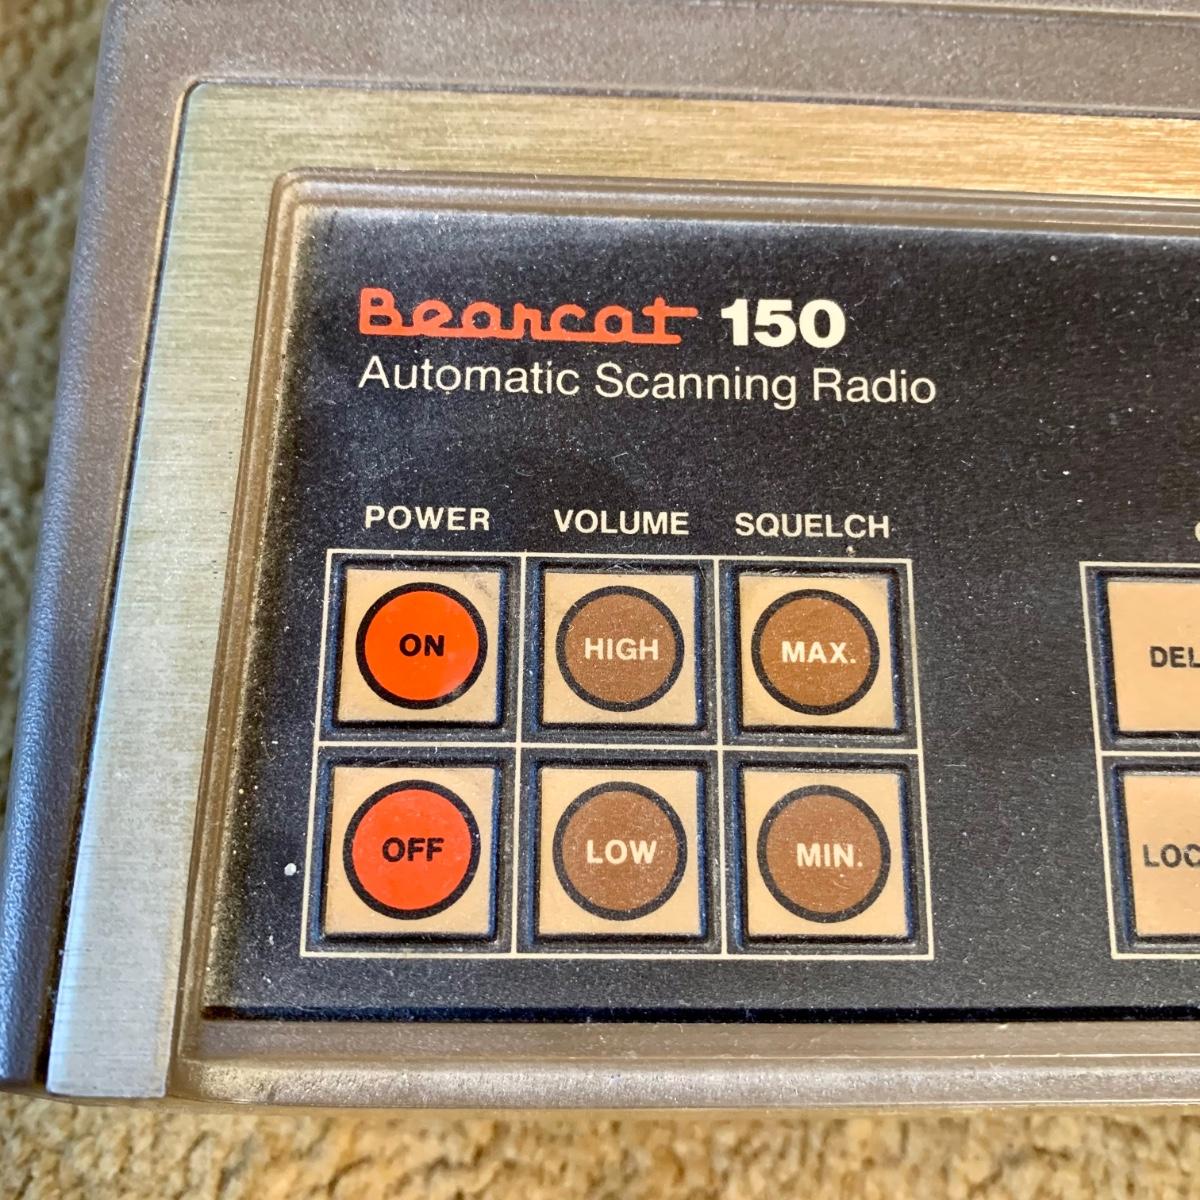 Bearcat 150
Automatic Scanning Radio
POWER VOLUME SQUELCH
ON HIGH MAX.
OFF LOW MIN.